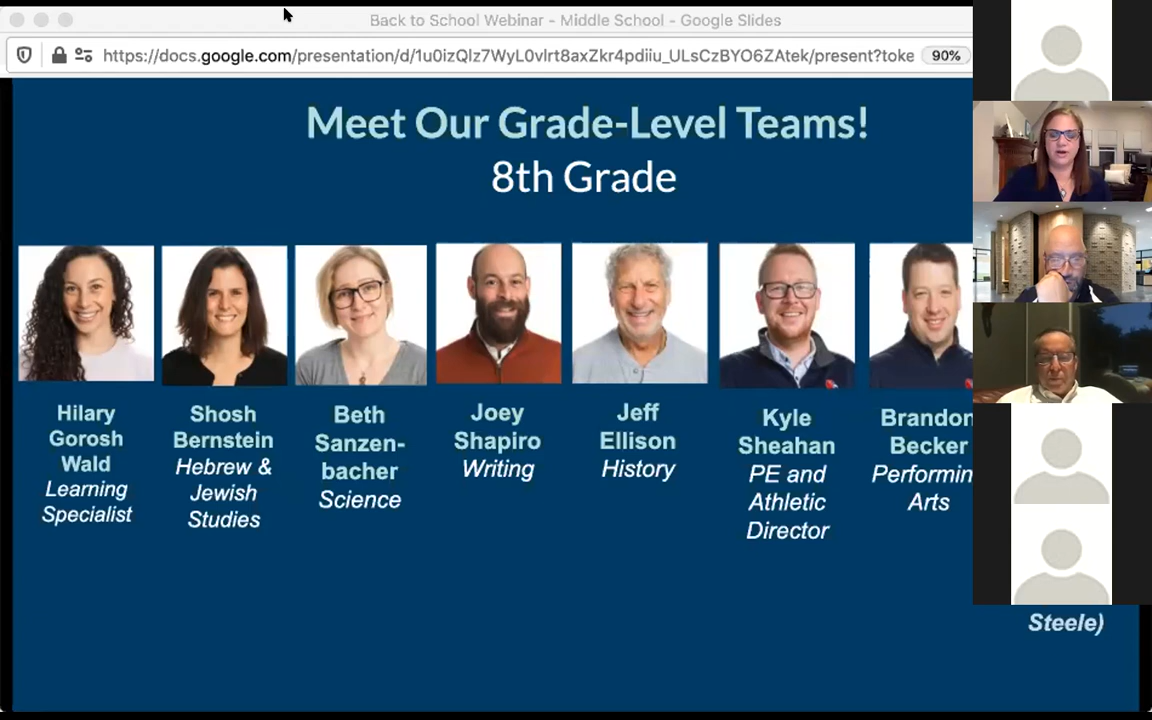 Back to School Webinar - Middle School - Google Slides
https://docs.google.com/presentation/d/1u0izQlz7WyL0vlrt8axZkr4pdiiu_ULsCzBYO6ZAtek/present?toke
90%
Meet Our Grade-Level Teams!
8th Grade
Hilary
Gorosh
Wald
Learning
Specialist
Shosh
Bernstein
Hebrew &
Jewish
Studies
Beth
Sanzen-
bacher
Science
Joey
Shapiro
Writing
Jeff
Ellison
History
Kyle
Sheahan
PE and
Athletic
Director
Brandon
Becker
Performin
Arts
Steele)